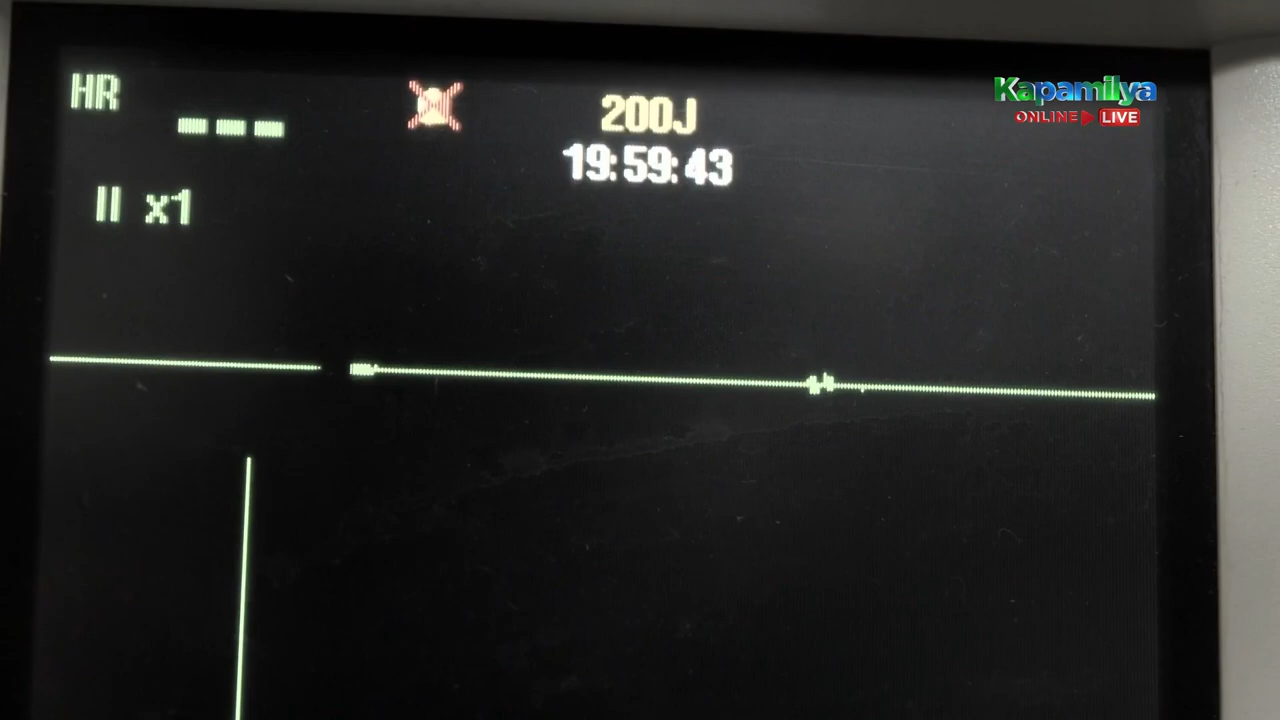 HR
---
200J
19:59:43
II x1
Kapamilya
ONLINE LIVE